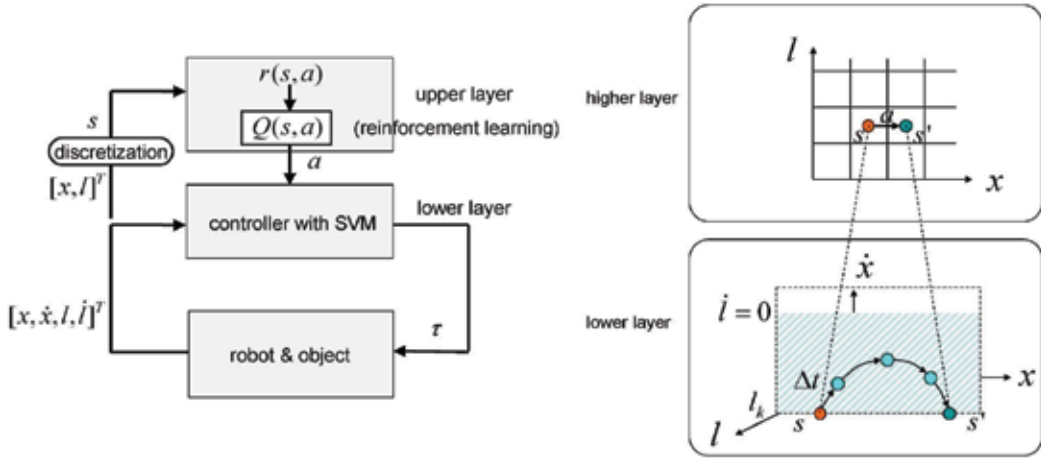 r(s,a)
upper layer
Q(s,a)
(reinforcement learning)
s
discretization
a
[x,l]^T
lower layer
controller with SVM
[x,ẋ,l,l̇]^T
τ
robot & object
higher layer
l
a
s
s'
x
ẋ
l̇=0
lower layer
Δt
x
l_k
l
s
s'